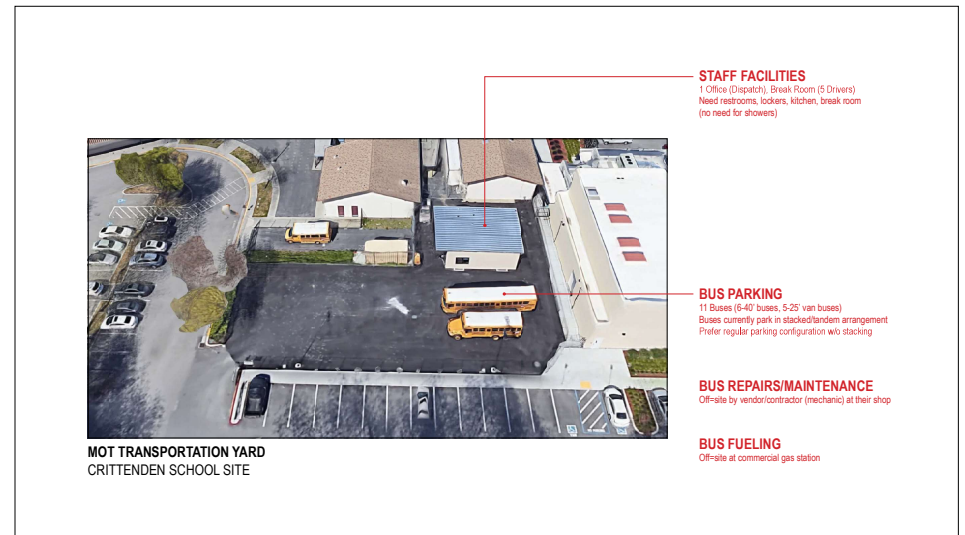 STAFF FACILITIES
1 Office (Dispatch), Break Room (5 Drivers)
Need restrooms, lockers, kitchen, break room
(no need for showers)
BUS PARKING
11 Buses (6-40' buses, 5-25' van buses)
Buses currently park in stacked/tandem arrangement
Prefer regular parking configuration w/o stacking
BUS REPAIRS/MAINTENANCE
Off=site by vendor/contractor (mechanic) at their shop
BUS FUELING
Off=site at commercial gas station
MOT TRANSPORTATION YARD
CRITTENDEN SCHOOL SITE